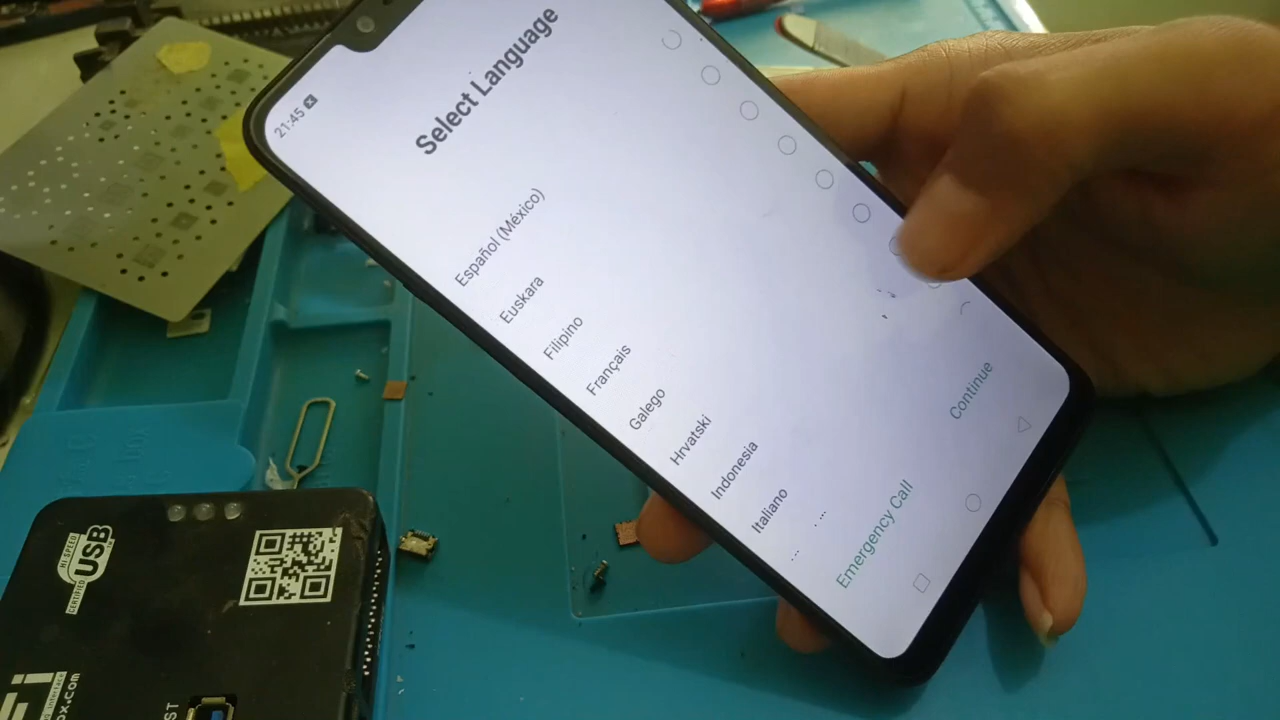 21:45
Select Language
Español (México)
Euskara
Filipino
Français
Galego
Hrvatski
Indonesia
Italiano
Continue
Emergency Call
HI-SPEED
CERTIFIED
USB